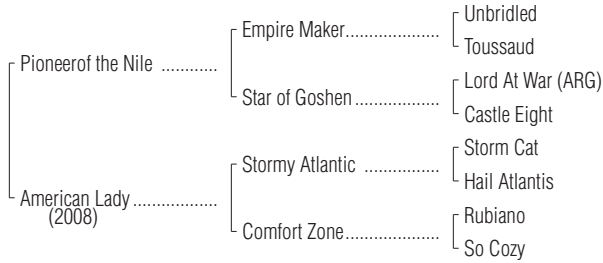 Unbridled
Empire Maker....................
Toussaud
Pioneerof the Nile ............
Lord At War (ARG)
Star of Goshen ..................
Castle Eight
Storm Cat
Stormy Atlantic ................
Hail Atlantis
American Lady ..................
(2008)
Rubiano
Comfort Zone....................
So Cozy